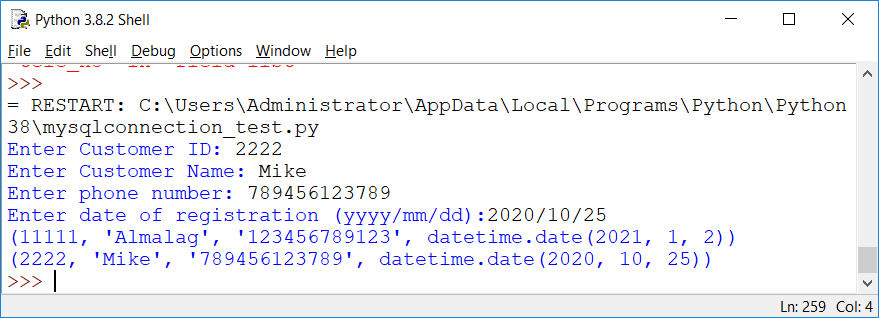 Python 3.8.2 Shell
File Edit Shell Debug Options Window Help
>>>
= RESTART: C:\Users\Administrator\AppData\Local\Programs\Python\Python
38\mysqlconnection_test.py
Enter Customer ID: 2222
Enter Customer Name: Mike
Enter phone number: 789456123789
Enter date of registration (yyyy/mm/dd):2020/10/25
(11111, 'Almalag', '123456789123', datetime.date(2021, 1, 2))
(2222, 'Mike', '789456123789', datetime.date(2020, 10, 25))
>>>
Ln: 259 Col: 4